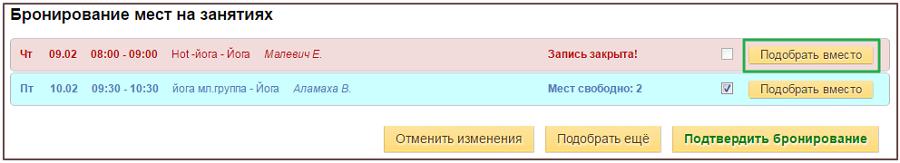 Бронирование мест на занятиях
Чт 09.02 08:00 - 09:00 Hot -йога - Йога Малевич Е. Запись закрыта! Подобрать вместо
Пт 10.02 09:30 - 10:30 йога мл.группа - Йога Аламаха В. Мест свободно: 2 Подобрать вместо
Отменить изменения Подобрать ещё Подтвердить бронирование